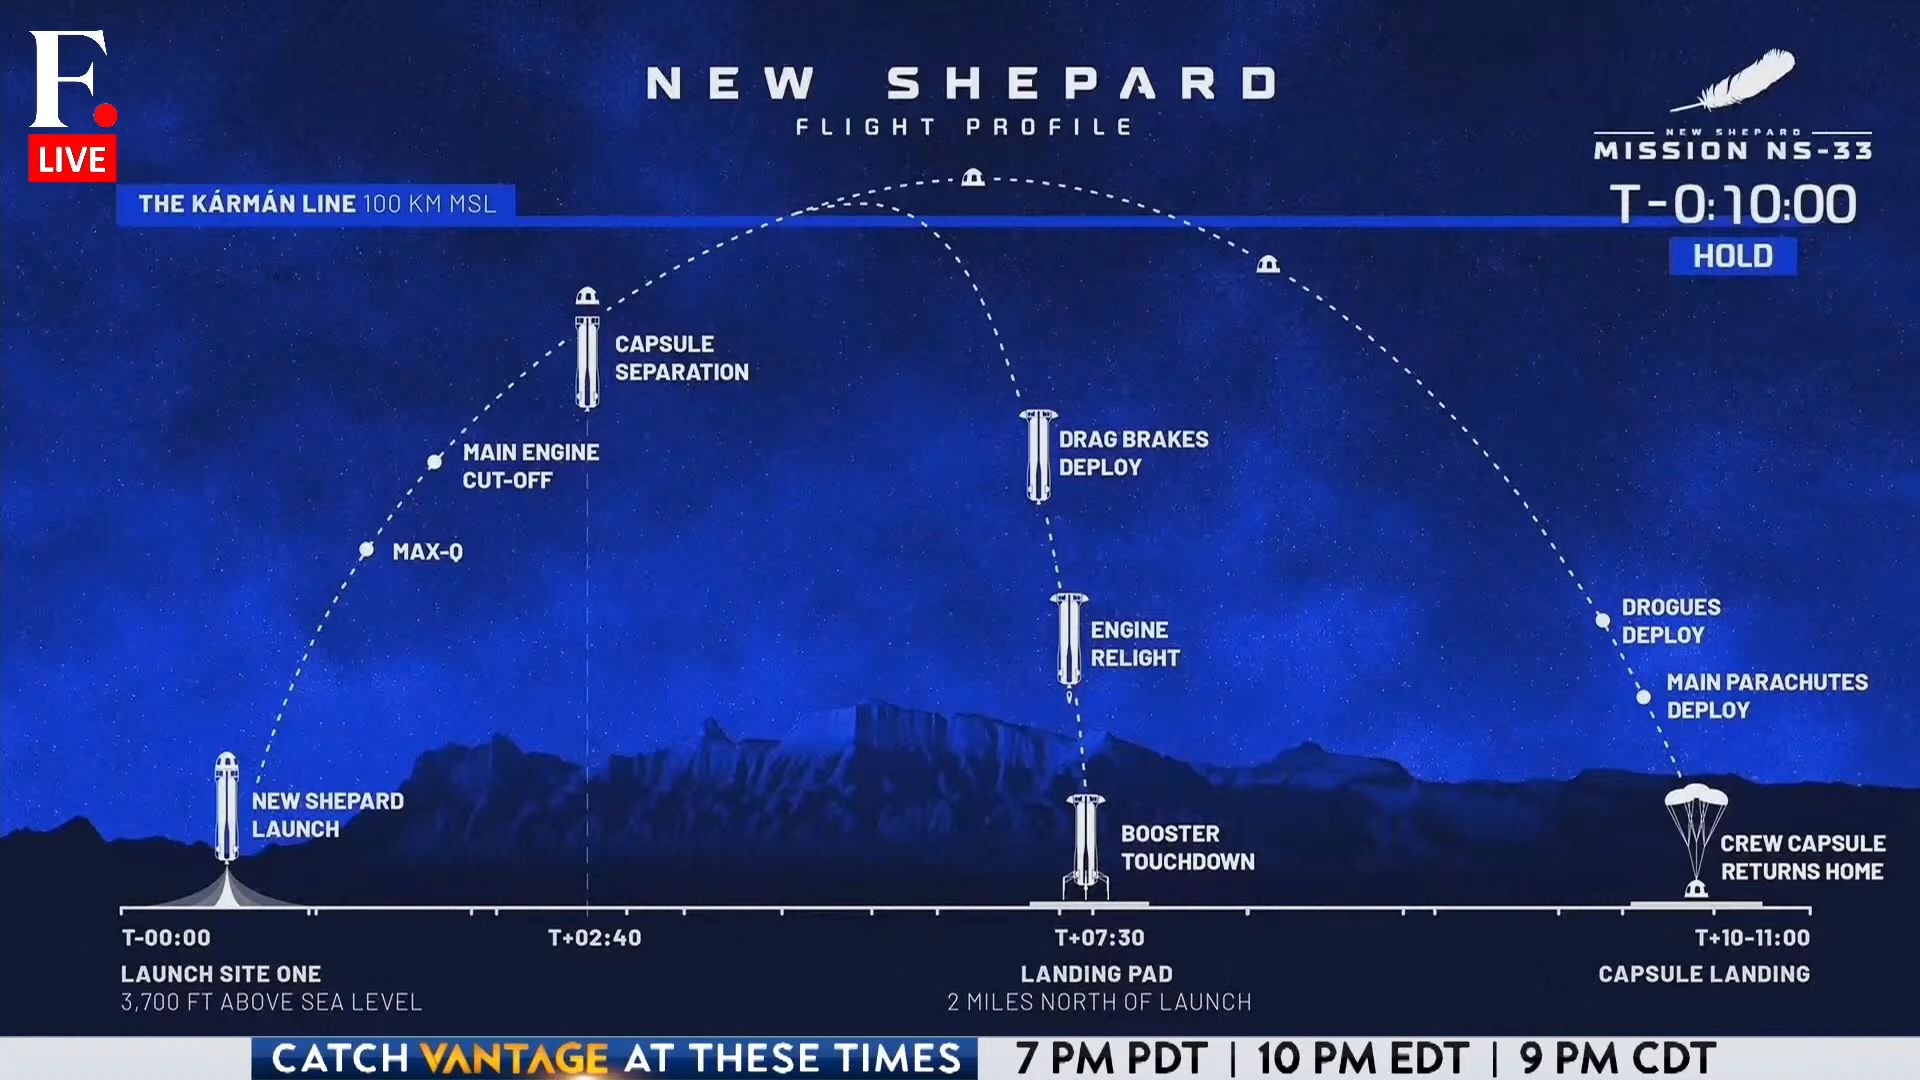 F.
LIVE
NEW SHEPARD
FLIGHT PROFILE
NEW SHEPARD
MISSION NS-33
T-0:10:00
HOLD
THE KÁRMÁN LINE 100 KM MSL
CAPSULE
SEPARATION
MAIN ENGINE
CUT-OFF
MAX-Q
NEW SHEPARD
LAUNCH
DRAG BRAKES
DEPLOY
ENGINE
RELIGHT
BOOSTER
TOUCHDOWN
DROGUES
DEPLOY
MAIN PARACHUTES
DEPLOY
CREW CAPSULE
RETURNS HOME
T-00:00
LAUNCH SITE ONE
3,700 FT ABOVE SEA LEVEL
T+02:40
T+07:30
LANDING PAD
2 MILES NORTH OF LAUNCH
T+10-11:00
CAPSULE LANDING
CATCH VANTAGE AT THESE TIMES 7 PM PDT | 10 PM EDT | 9 PM CDT